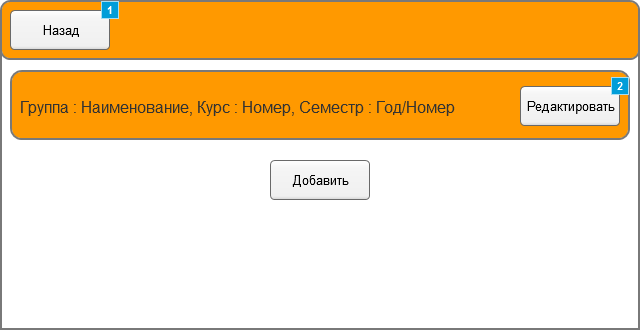 1
Назад
2
Группа : Наименование, Курс : Номер, Семестр : Год/Номер
Редактировать
Добавить